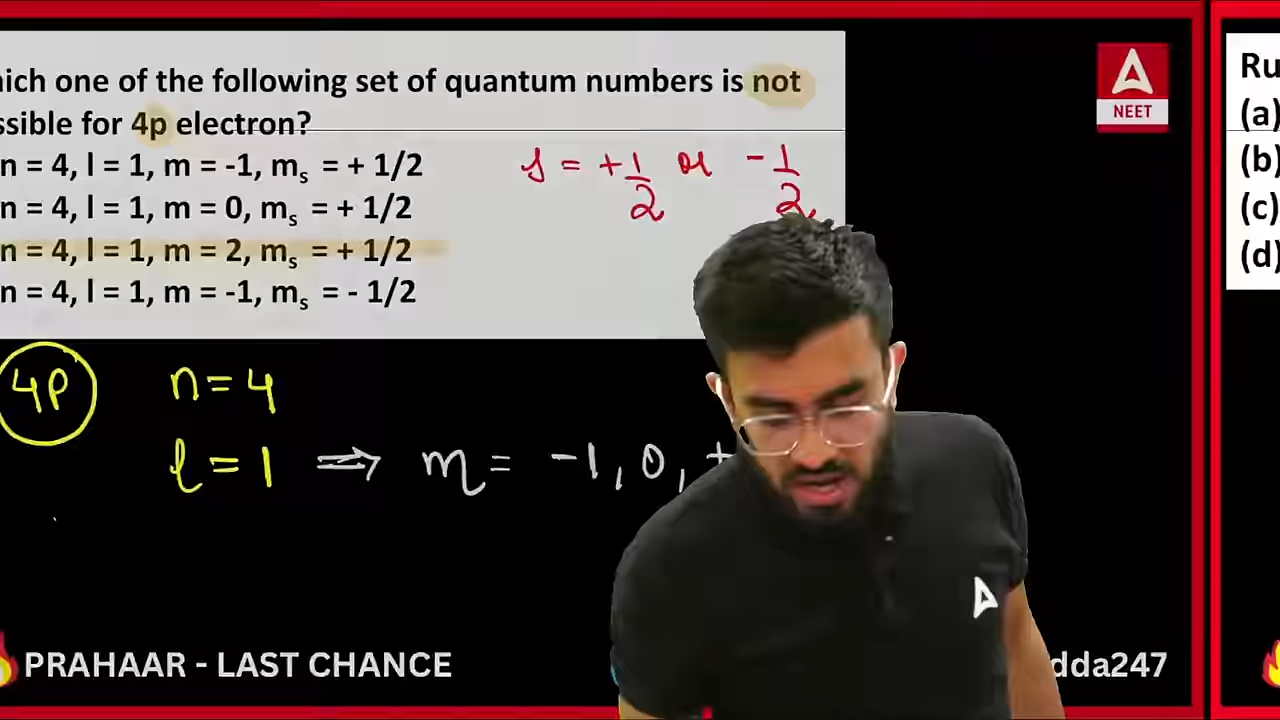 hich one of the following set of quantum numbers is not
ssible for 4p electron?
n = 4, l = 1, m = -1, mₛ = + 1/2
n = 4, l = 1, m = 0, mₛ = + 1/2
n = 4, l = 1, m = 2, mₛ = + 1/2
n = 4, l = 1, m = -1, mₛ = - 1/2
s = +1/2 or -1/2
4P
n = 4
l = 1 ⇒ m = -1, 0, +
NEET
Ru
(a)
(b)
(c)
(d)
PRAHAAR - LAST CHANCE
dda247